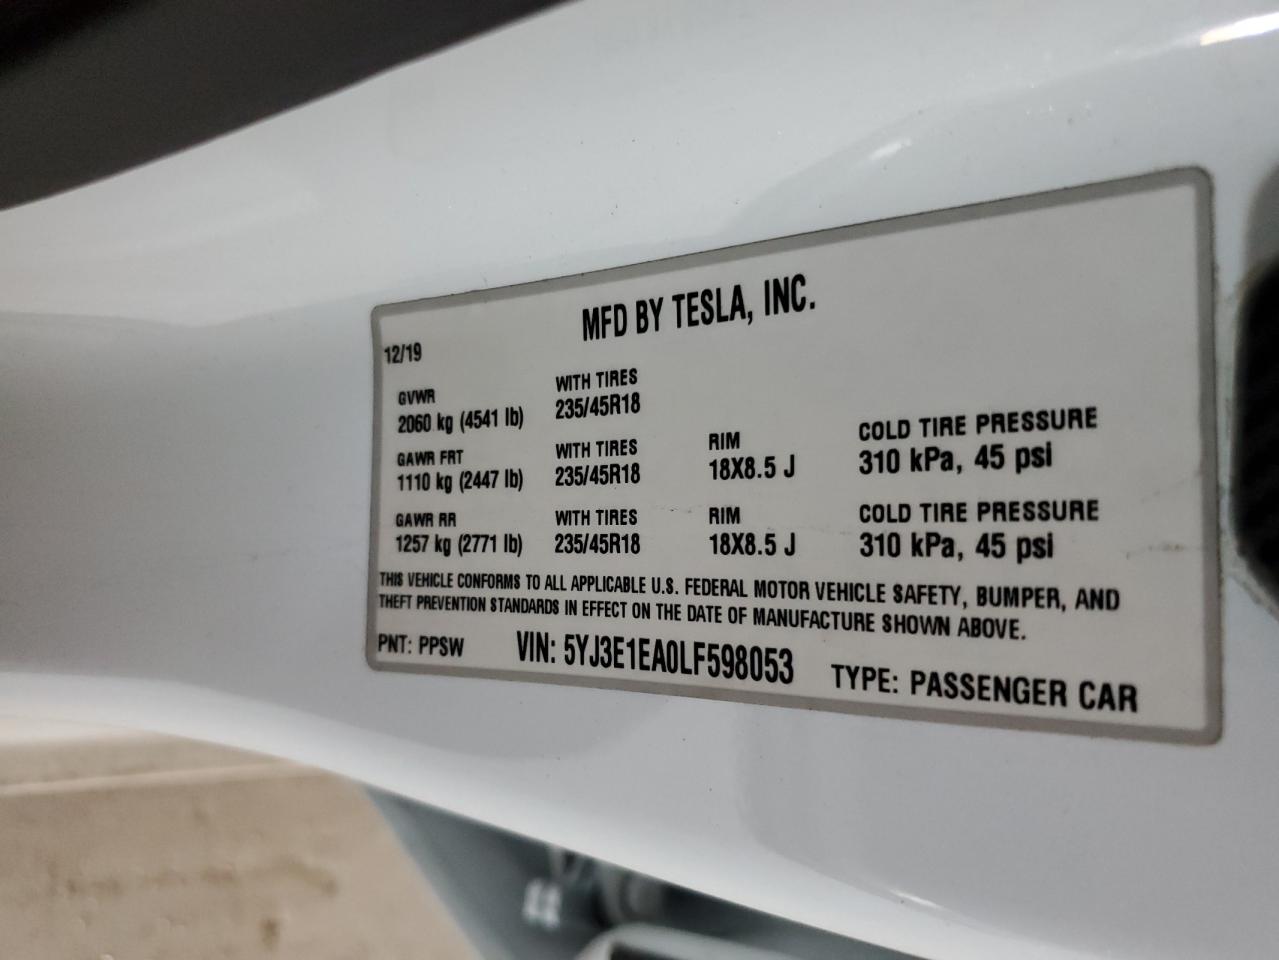 MFD BY TESLA, INC.
12/19
GVWR WITH TIRES
2060 kg (4541 lb) 235/45R18
GAWR FRT WITH TIRES RIM COLD TIRE PRESSURE
1110 kg (2447 lb) 235/45R18 18X8.5 J 310 kPa, 45 psi
GAWR RR WITH TIRES RIM COLD TIRE PRESSURE
1257 kg (2771 lb) 235/45R18 18X8.5 J 310 kPa, 45 psi
THIS VEHICLE CONFORMS TO ALL APPLICABLE U.S. FEDERAL MOTOR VEHICLE SAFETY, BUMPER, AND
THEFT PREVENTION STANDARDS IN EFFECT ON THE DATE OF MANUFACTURE SHOWN ABOVE.
PNT: PPSW VIN: 5YJ3E1EA0LF598053 TYPE: PASSENGER CAR